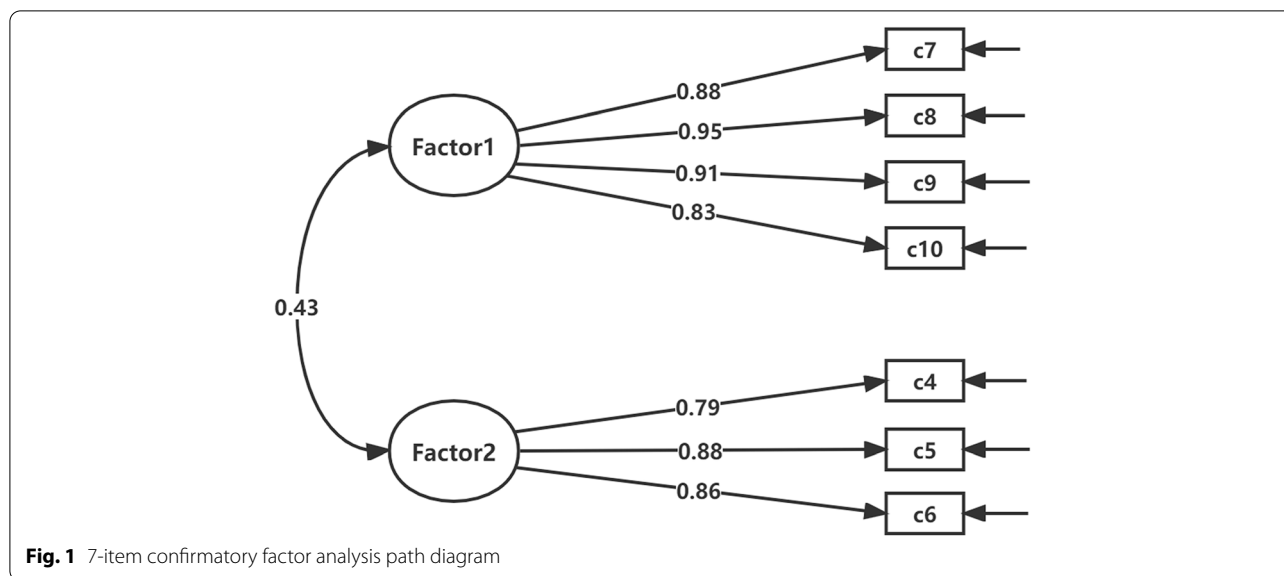 c7
0.88
c8
0.95
Factor1
0.91
c9
0.83
c10
0.43
c4
0.79
Factor2
0.88
c5
0.86
c6
Fig. 1 7-item confirmatory factor analysis path diagram